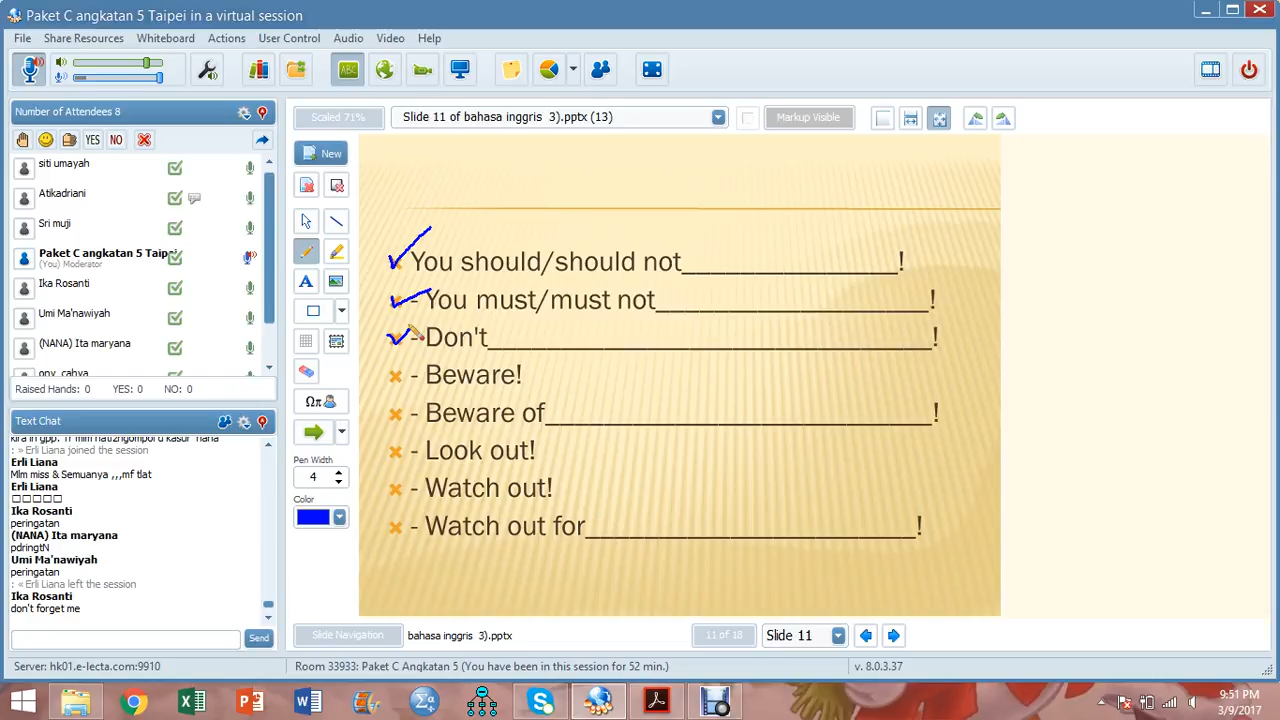 Paket C angkatan 5 Taipei in a virtual session
File Share Resources Whiteboard Actions User Control Audio Video Help
ABC
Number of Attendees 8
YES NO
siti umayah
Atikadriani
Sri muji
Paket C angkatan 5 Taipei
(You) Moderator
Ika Rosanti
Umi Ma'nawiyah
(NANA) Ita maryana
Raised Hands: 0 YES: 0 NO: 0
Text Chat
: » Erli Liana joined the session
Erli Liana
Mlm miss & Semuanya ,,,mf tlat
Erli Liana
□□□□□
Ika Rosanti
peringatan
(NANA) Ita maryana
pdringtN
Umi Ma'nawiyah
peringatan
: « Erli Liana left the session
Ika Rosanti
don't forget me
Send
Scaled 71% Slide 11 of bahasa inggris 3).pptx (13) Markup Visible
New
A
Ωπ
Pen Width
4
Color
You should/should not_______________!
- You must/must not___________________!
- Don't_______________________________!
- Beware!
- Beware of___________________________!
- Look out!
- Watch out!
- Watch out for_______________________!
Slide Navigation bahasa inggris 3).pptx 11 of 18 Slide 11
Server: hk01.e-lecta.com:9910 Room 33933: Paket C Angkatan 5 (You have been in this session for 52 min.) v. 8.0.3.37
9:51 PM
3/9/2017